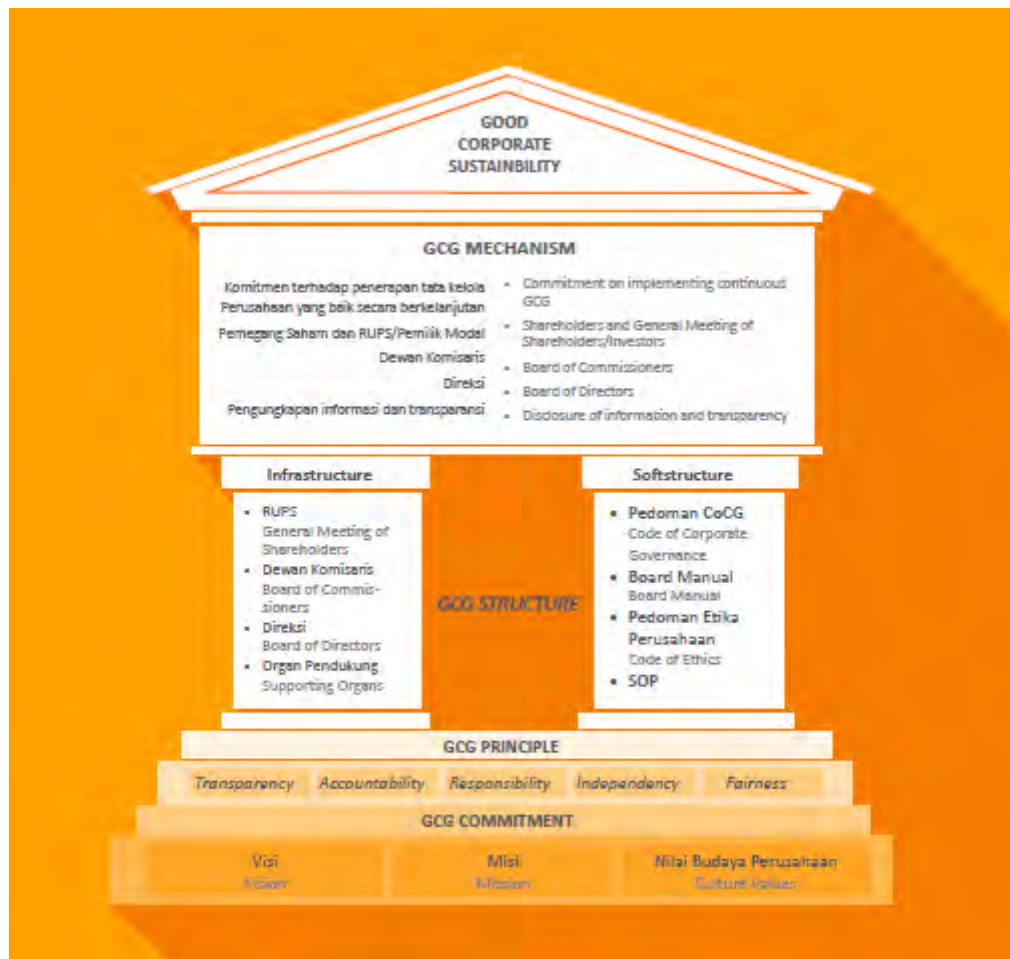 GOOD
CORPORATE
SUSTAINBILITY
GCG MECHANISM
Komitmen terhadap penerapan tata kelola
Perusahaan yang baik secara berkelanjutan
Pemegang Saham dan RUPS/Pemilik Modal
Dewan Komisaris
Direksi
Pengungkapan informasi dan transparansi
• Commitment on implementing continuous
GCG
• Shareholders and General Meeting of
Shareholders/Investors
• Board of Commissioners
• Board of Directors
• Disclosure of information and transparency
Infrastructure
• RUPS
General Meeting of
Shareholders
• Dewan Komisaris
Board of Commis-
sioners
• Direksi
Board of Directors
• Organ Pendukung
Supporting Organs
GCG STRUCTURE
Softstructure
• Pedoman CoCG
Code of Corporate
Governance
• Board Manual
Board Manual
• Pedoman Etika
Perusahaan
Code of Ethics
• SOP
GCG PRINCIPLE
Transparency Accountability Responsibility Independency Fairness
GCG COMMITMENT
Visi Misi Nilai Budaya Perusahaan
Vision Mission Culture Values